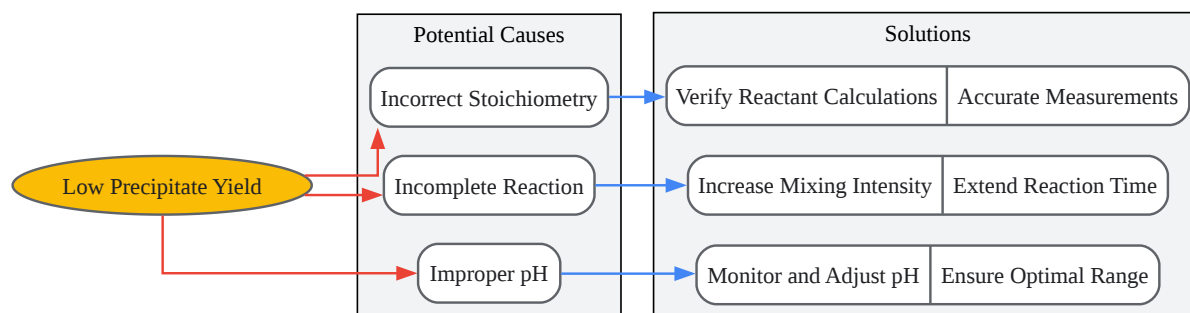 Potential Causes
Solutions
Incorrect Stoichiometry
Verify Reactant Calculations
Accurate Measurements
Low Precipitate Yield
Incomplete Reaction
Increase Mixing Intensity
Extend Reaction Time
Improper pH
Monitor and Adjust pH
Ensure Optimal Range